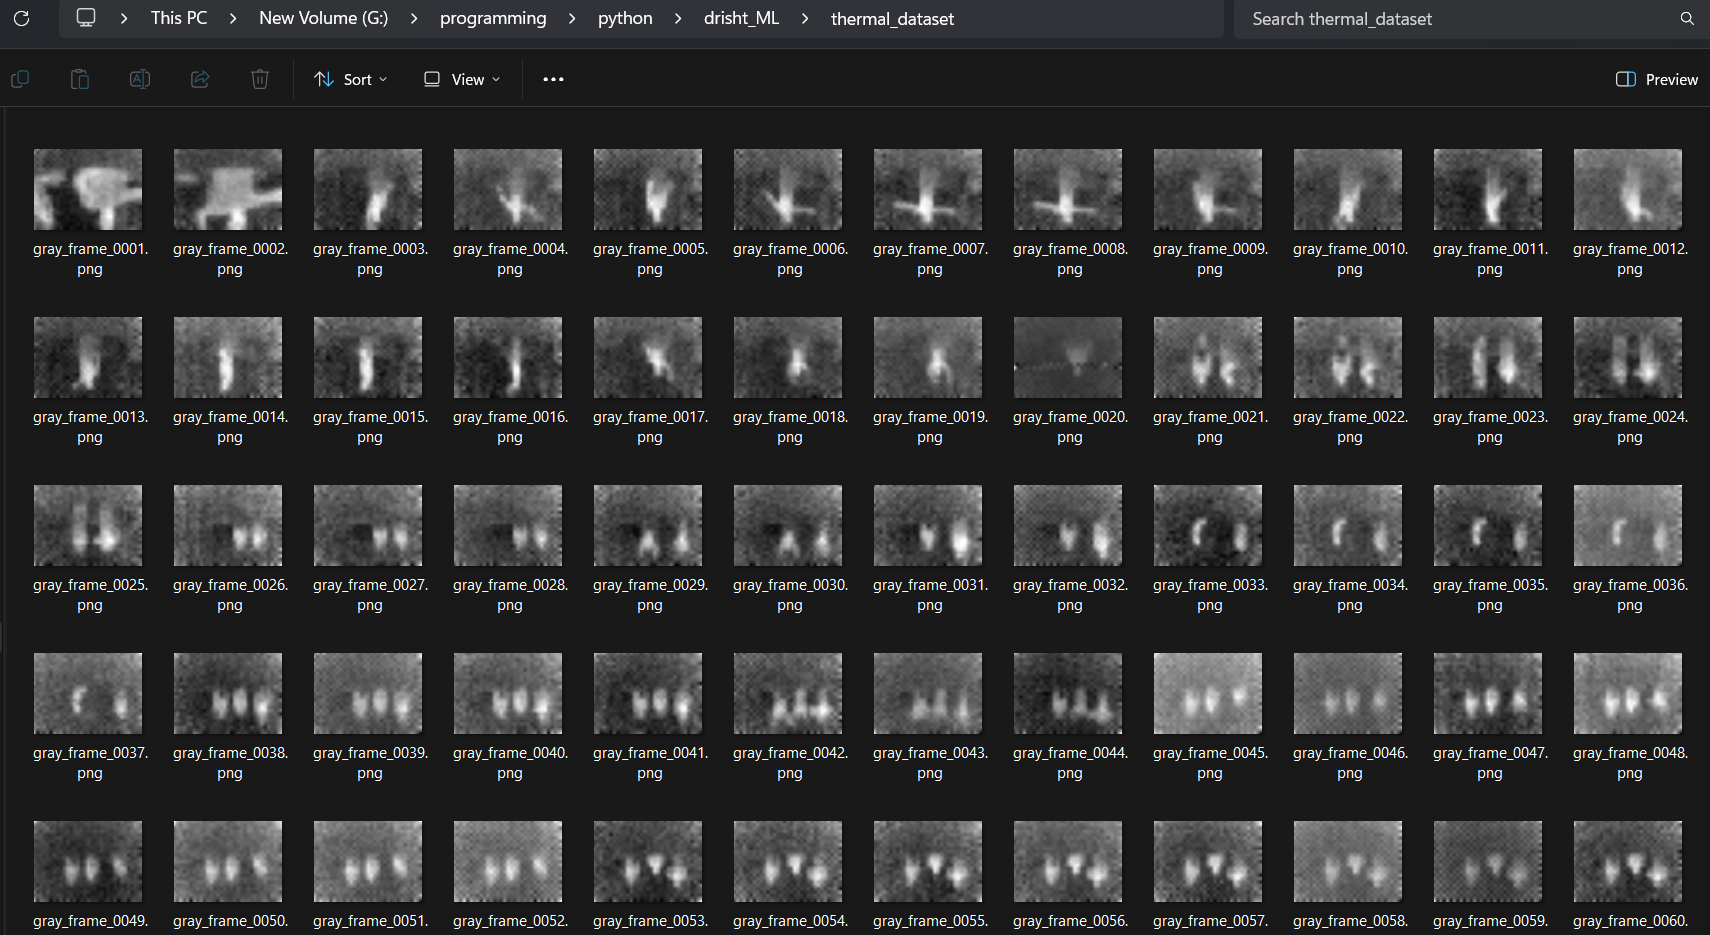 This PC > New Volume (G:) > programming > python > drisht_ML > thermal_dataset
Search thermal_dataset
Sort
View
Preview
gray_frame_0001. gray_frame_0002. gray_frame_0003. gray_frame_0004. gray_frame_0005. gray_frame_0006. gray_frame_0007. gray_frame_0008. gray_frame_0009. gray_frame_0010. gray_frame_0011. gray_frame_0012.
png png png png png png png png png png png png
gray_frame_0013. gray_frame_0014. gray_frame_0015. gray_frame_0016. gray_frame_0017. gray_frame_0018. gray_frame_0019. gray_frame_0020. gray_frame_0021. gray_frame_0022. gray_frame_0023. gray_frame_0024.
png png png png png png png png png png png png
gray_frame_0025. gray_frame_0026. gray_frame_0027. gray_frame_0028. gray_frame_0029. gray_frame_0030. gray_frame_0031. gray_frame_0032. gray_frame_0033. gray_frame_0034. gray_frame_0035. gray_frame_0036.
png png png png png png png png png png png png
gray_frame_0037. gray_frame_0038. gray_frame_0039. gray_frame_0040. gray_frame_0041. gray_frame_0042. gray_frame_0043. gray_frame_0044. gray_frame_0045. gray_frame_0046. gray_frame_0047. gray_frame_0048.
png png png png png png png png png png png png
gray_frame_0049. gray_frame_0050. gray_frame_0051. gray_frame_0052. gray_frame_0053. gray_frame_0054. gray_frame_0055. gray_frame_0056. gray_frame_0057. gray_frame_0058. gray_frame_0059. gray_frame_0060.